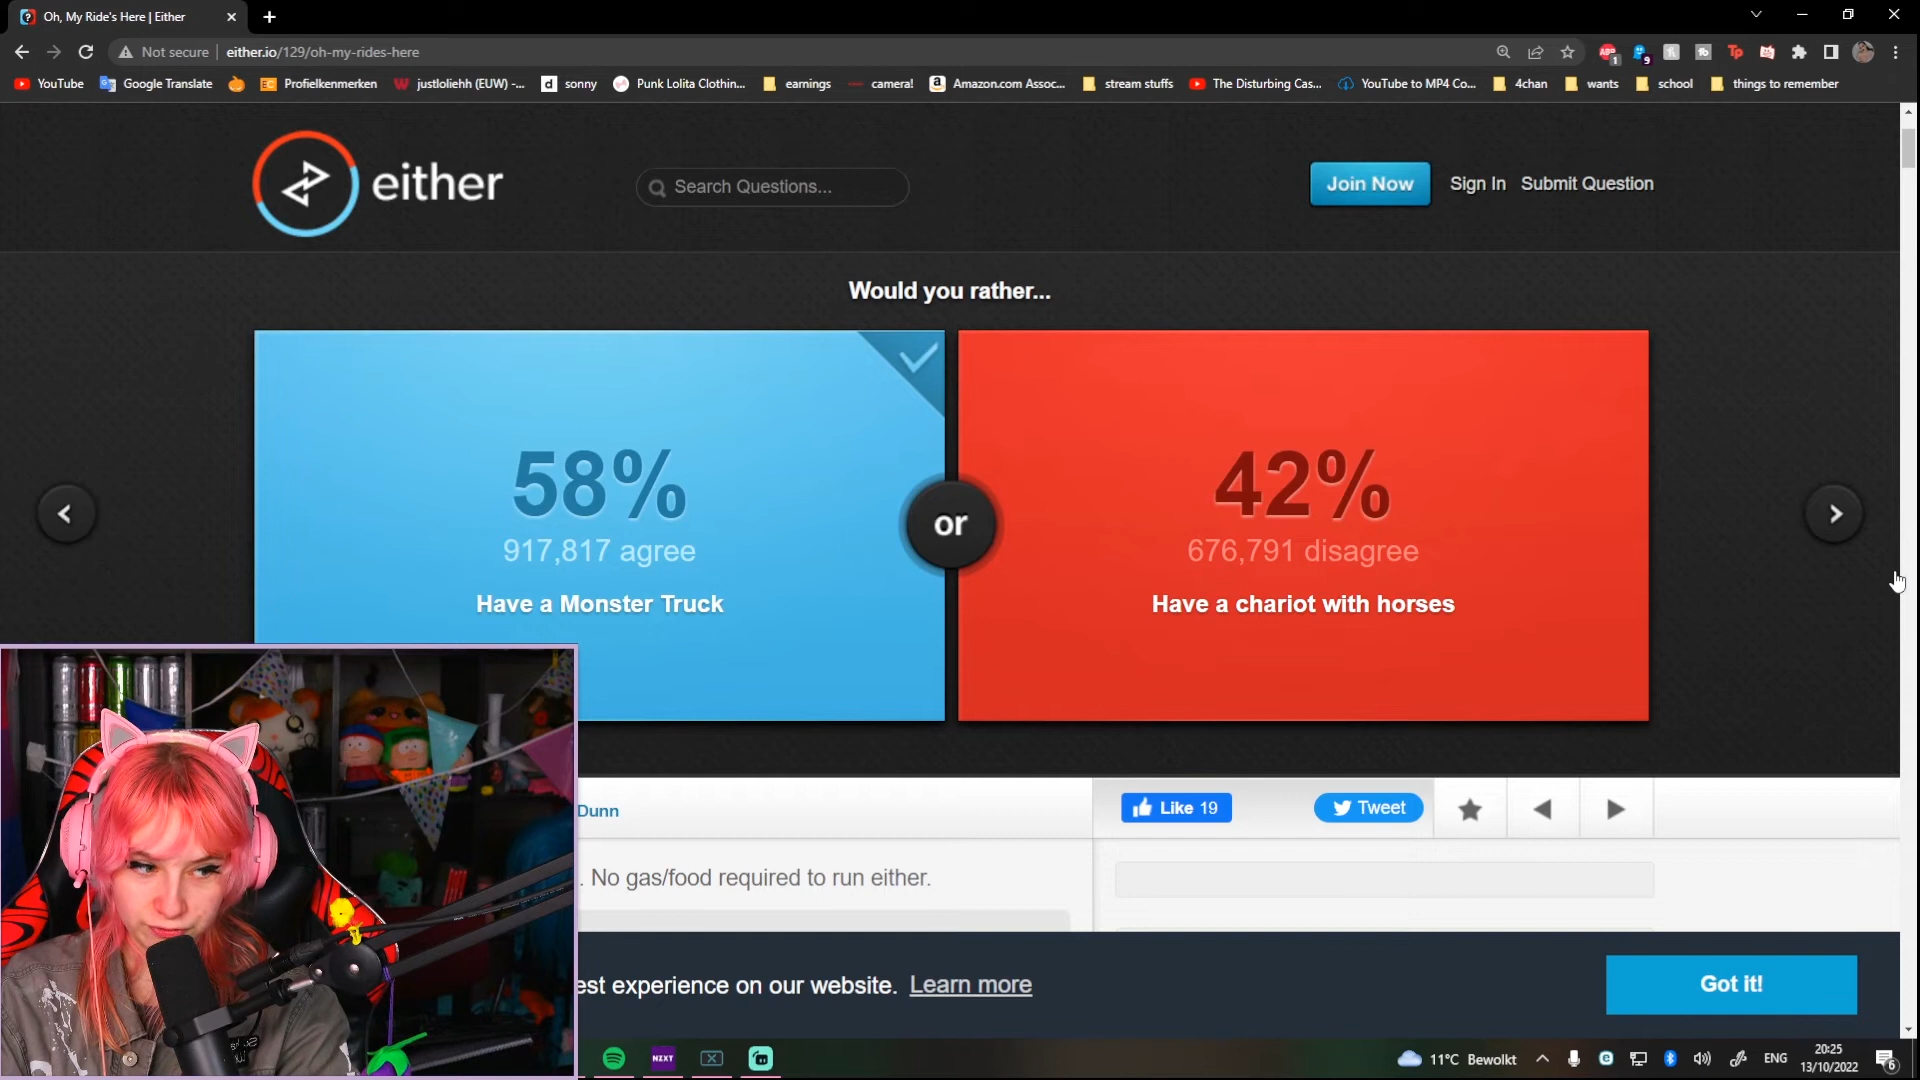 Oh, My Ride's Here | Either
Not secure
either.io/129/oh-my-rides-here
YouTube
Google Translate
Profielkenmerken
justloliehh (EUW) -...
sonny
Punk Lolita Clothin...
earnings
camera!
Amazon.com Assoc...
stream stuffs
The Disturbing Cas...
YouTube to MP4 Co...
4chan
wants
school
things to remember
either
Search Questions...
Join Now
Sign In
Submit Question
Would you rather...
58%
917,817 agree
Have a Monster Truck
or
42%
676,791 disagree
Have a chariot with horses
Dunn
Like 19
Tweet
. No gas/food required to run either.
est experience on our website. Learn more
Got it!
NZXT
11°C Bewolkt
ENG
20:25
13/10/2022
6